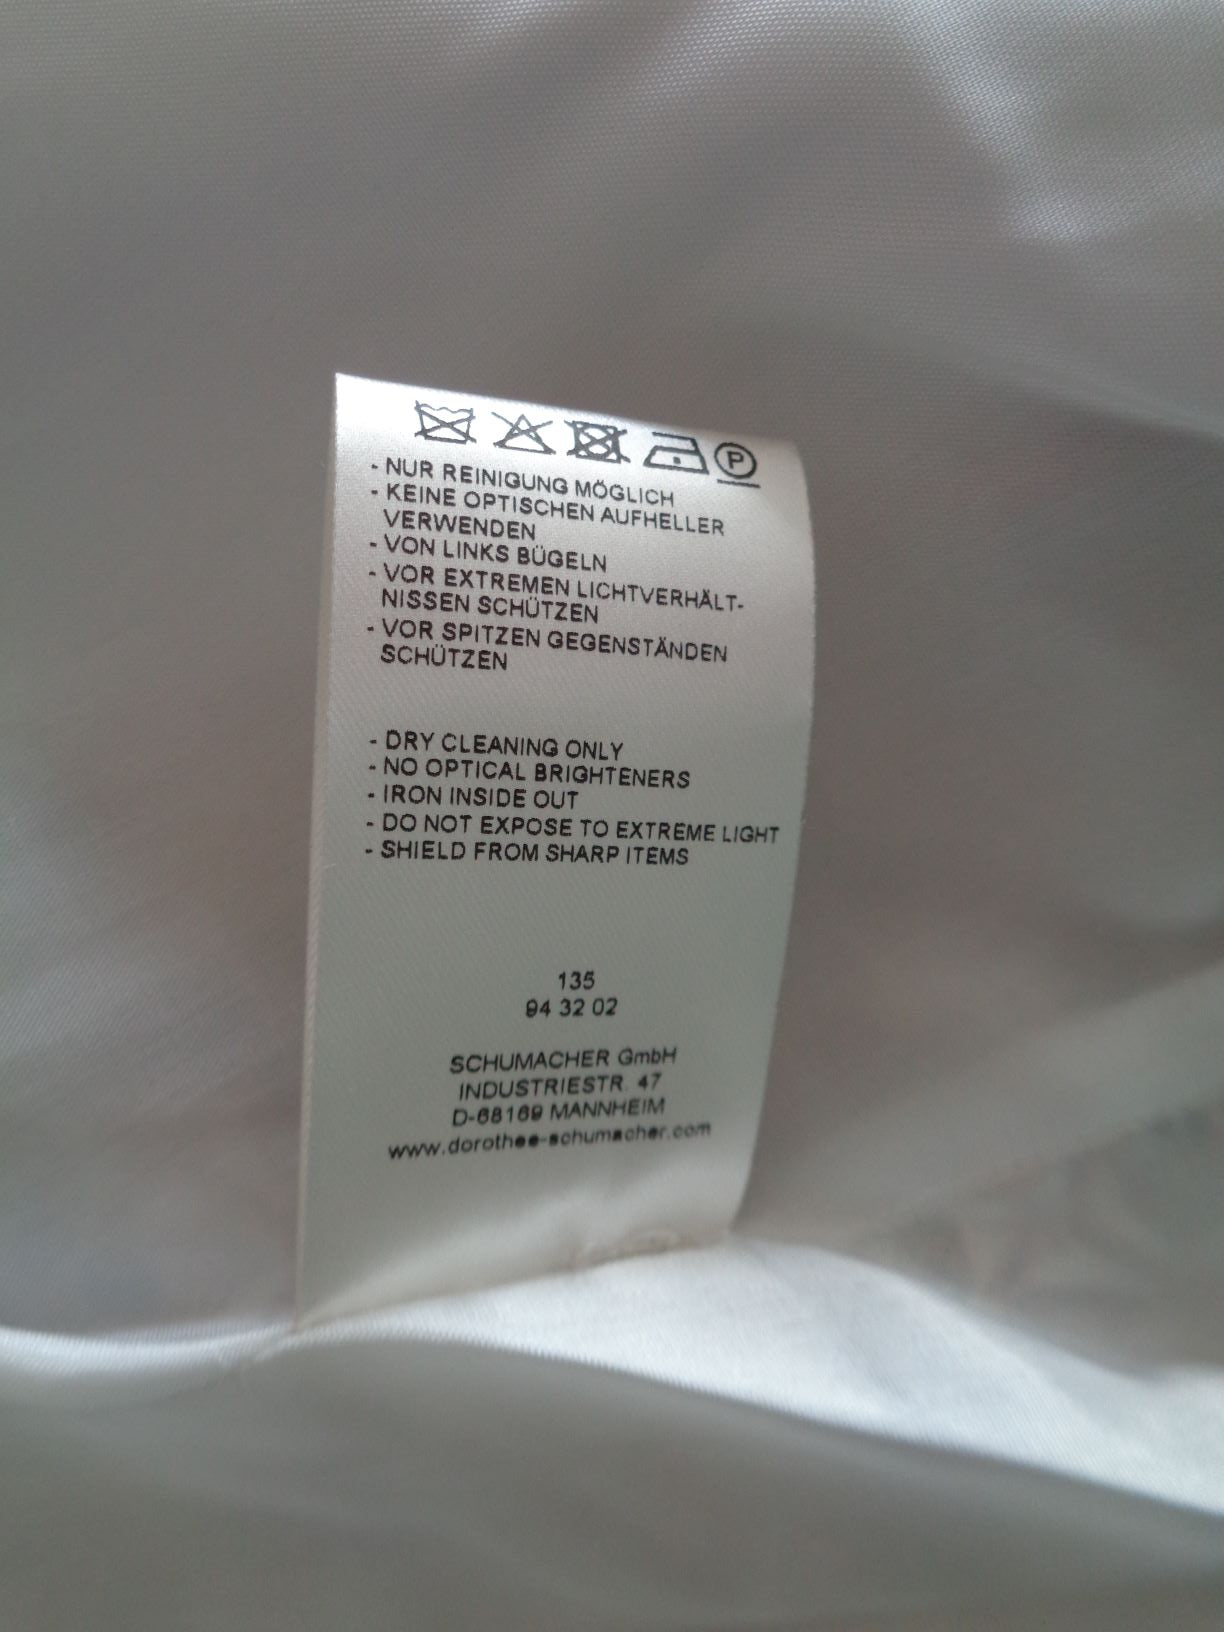 P
- NUR REINIGUNG MÖGLICH
- KEINE OPTISCHEN AUFHELLER
VERWENDEN
- VON LINKS BÜGELN
- VOR EXTREMEN LICHTVERHÄLT-
NISSEN SCHÜTZEN
- VOR SPITZEN GEGENSTÄNDEN
SCHÜTZEN
- DRY CLEANING ONLY
- NO OPTICAL BRIGHTENERS
- IRON INSIDE OUT
- DO NOT EXPOSE TO EXTREME LIGHT
- SHIELD FROM SHARP ITEMS
135
94 32 02
SCHUMACHER GmbH
INDUSTRIESTR. 47
D-68169 MANNHEIM
www.dorothee-schumacher.com